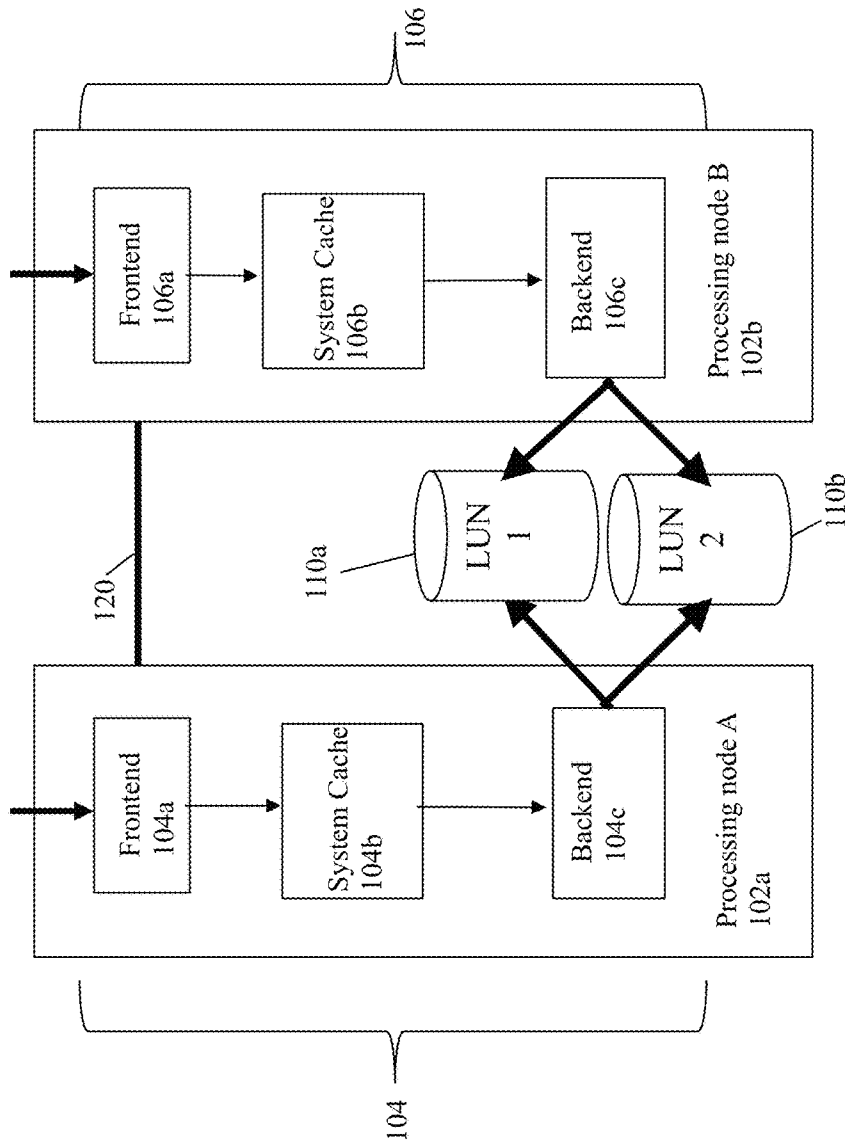 104
Frontend
104a
System Cache
104b
Backend
104c
Processing node A
102a
120
110a
LUN
1
LUN
2
110b
Frontend
106a
System Cache
106b
Backend
106c
Processing node B
102b
106